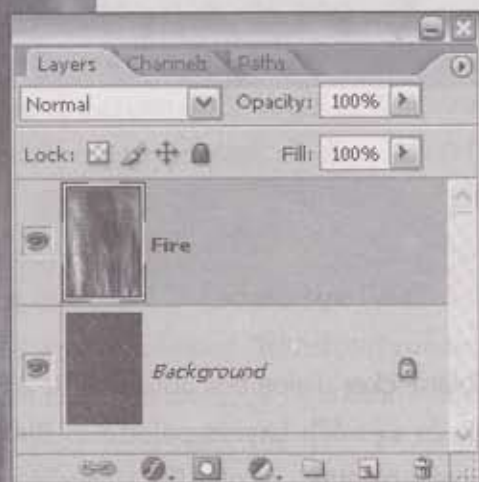 Layers Channels Paths
Normal Opacity: 100%
Lock: Fill: 100%
Fire
Background